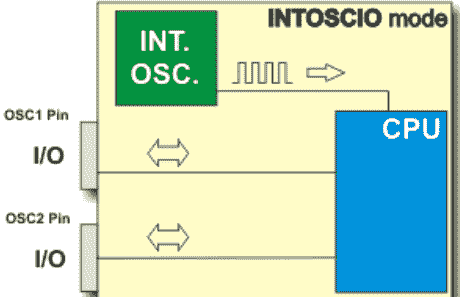 INTOSCIO mode
INT.
OSC.
CPU
OSC1 Pin
I/O
OSC2 Pin
I/O